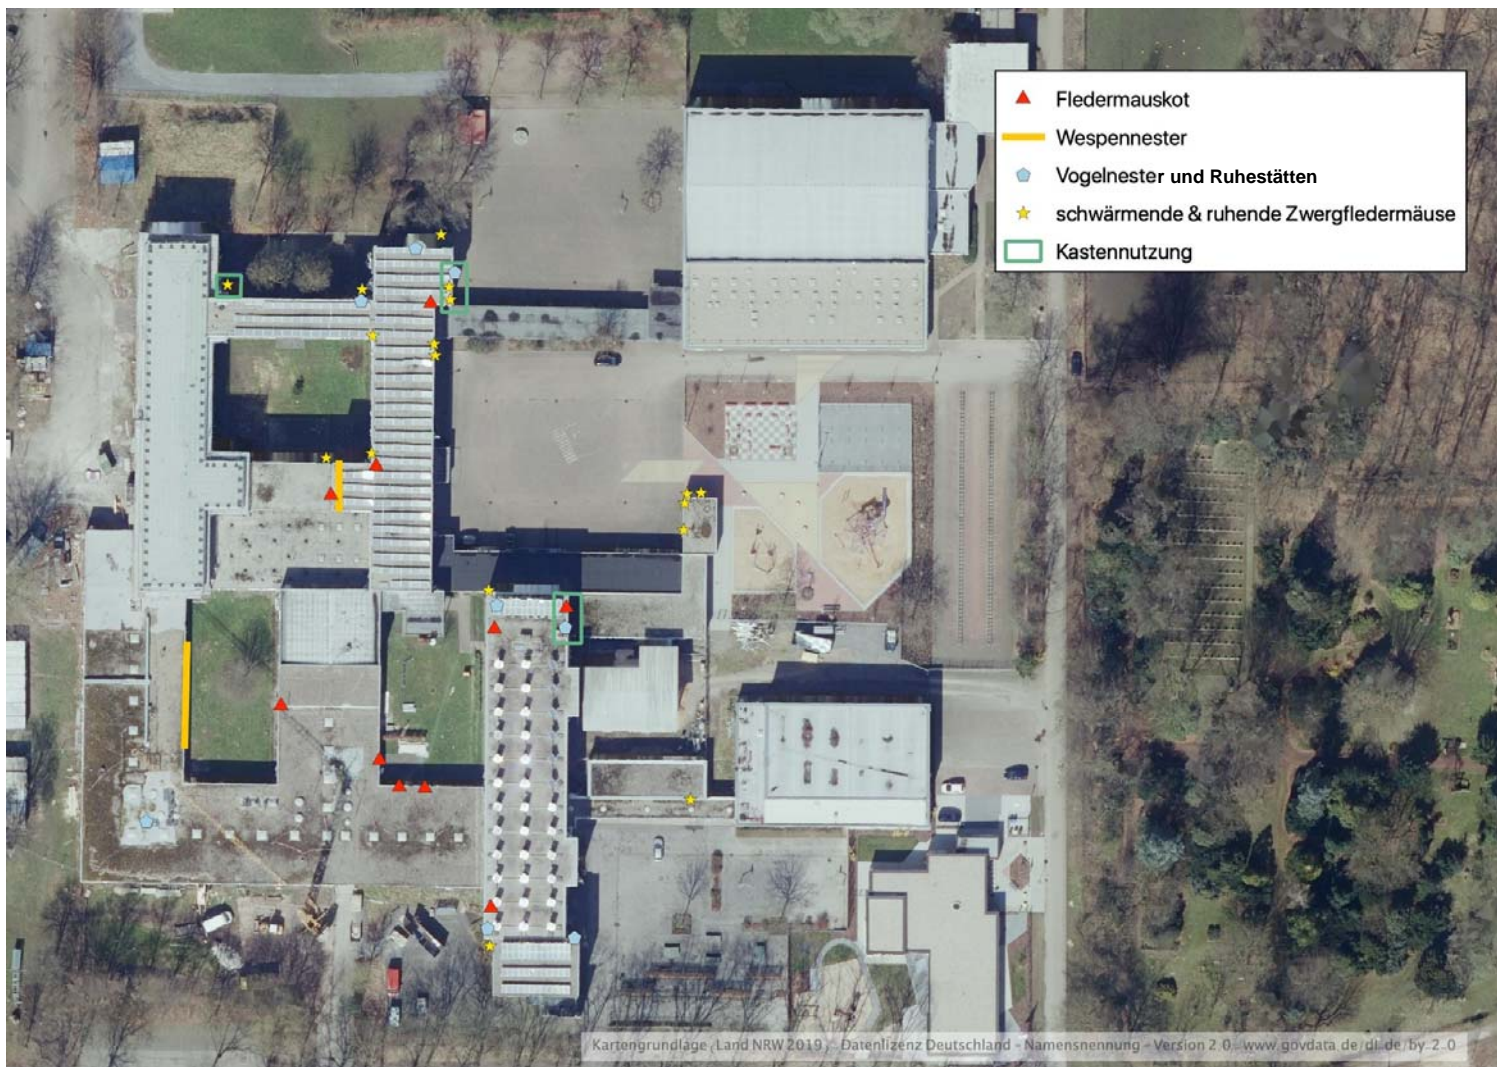 Fledermauskot
Wespennester
Vogelnester und Ruhestätten
schwärmende & ruhende Zwergfledermäuse
Kastennutzung
Kartengrundlage: Land NRW 2019, - Datenlizenz Deutschland - Namensnennung - Version 2.0 - www.govdata.de/dl-de/by-2-0